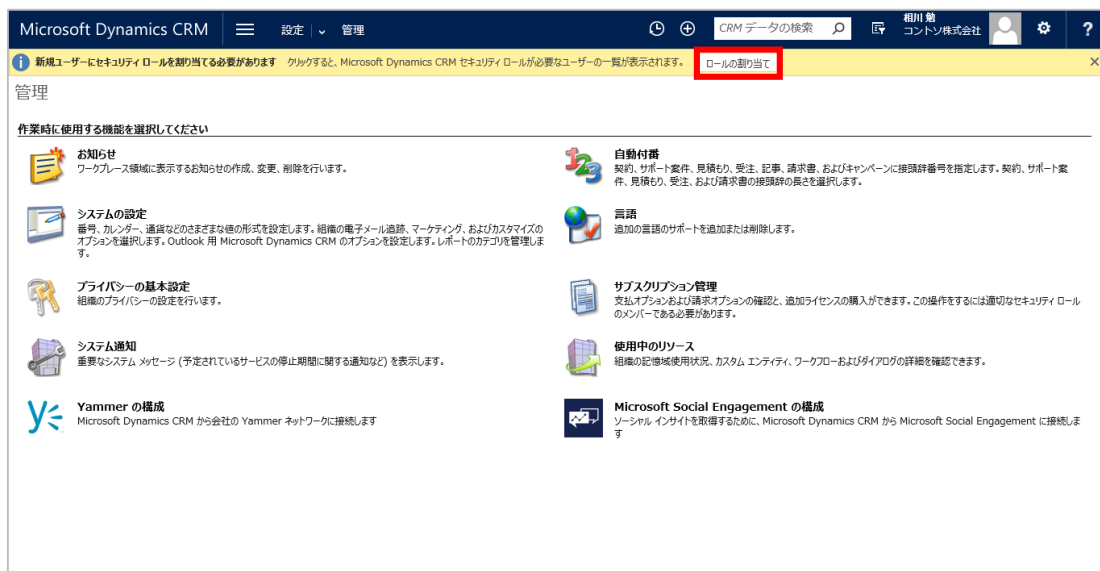 Microsoft Dynamics CRM 設定 管理 CRM データの検索 相川 勉
コントソ株式会社 ?
新規ユーザーにセキュリティ ロールを割り当てる必要があります クリックすると、Microsoft Dynamics CRM セキュリティ ロールが必要なユーザーの一覧が表示されます。 ロールの割り当て ×
管理
作業時に使用する機能を選択してください
お知らせ
ワークプレース領域に表示するお知らせの作成、変更、削除を行います。
自動付番
契約、サポート案件、見積もり、受注、記事、請求書、およびキャンペーンに接頭辞番号を指定します。契約、サポート案
件、見積もり、受注、および請求書の接頭辞の長さを選択します。
システムの設定
番号、カレンダー、通貨などのさまざまな値の形式を設定します。組織の電子メール追跡、マーケティング、およびカスタマイズの
オプションを選択します。Outlook 用 Microsoft Dynamics CRM のオプションを設定します。レポートのカテゴリを管理しま
す。
言語
追加の言語のサポートを追加または削除します。
プライバシーの基本設定
組織のプライバシーの設定を行います。
サブスクリプション管理
支払オプションおよび請求オプションの確認と、追加ライセンスの購入ができます。この操作をするには適切なセキュリティ ロール
のメンバーである必要があります。
システム通知
重要なシステム メッセージ (予定されているサービスの停止期間に関する通知など) を表示します。
使用中のリソース
組織の記憶域使用状況、カスタム エンティティ、ワークフローおよびダイアログの詳細を確認できます。
Yammer の構成
Microsoft Dynamics CRM から会社の Yammer ネットワークに接続します
Microsoft Social Engagement の構成
ソーシャル インサイトを取得するために、Microsoft Dynamics CRM から Microsoft Social Engagement に接続しま
す